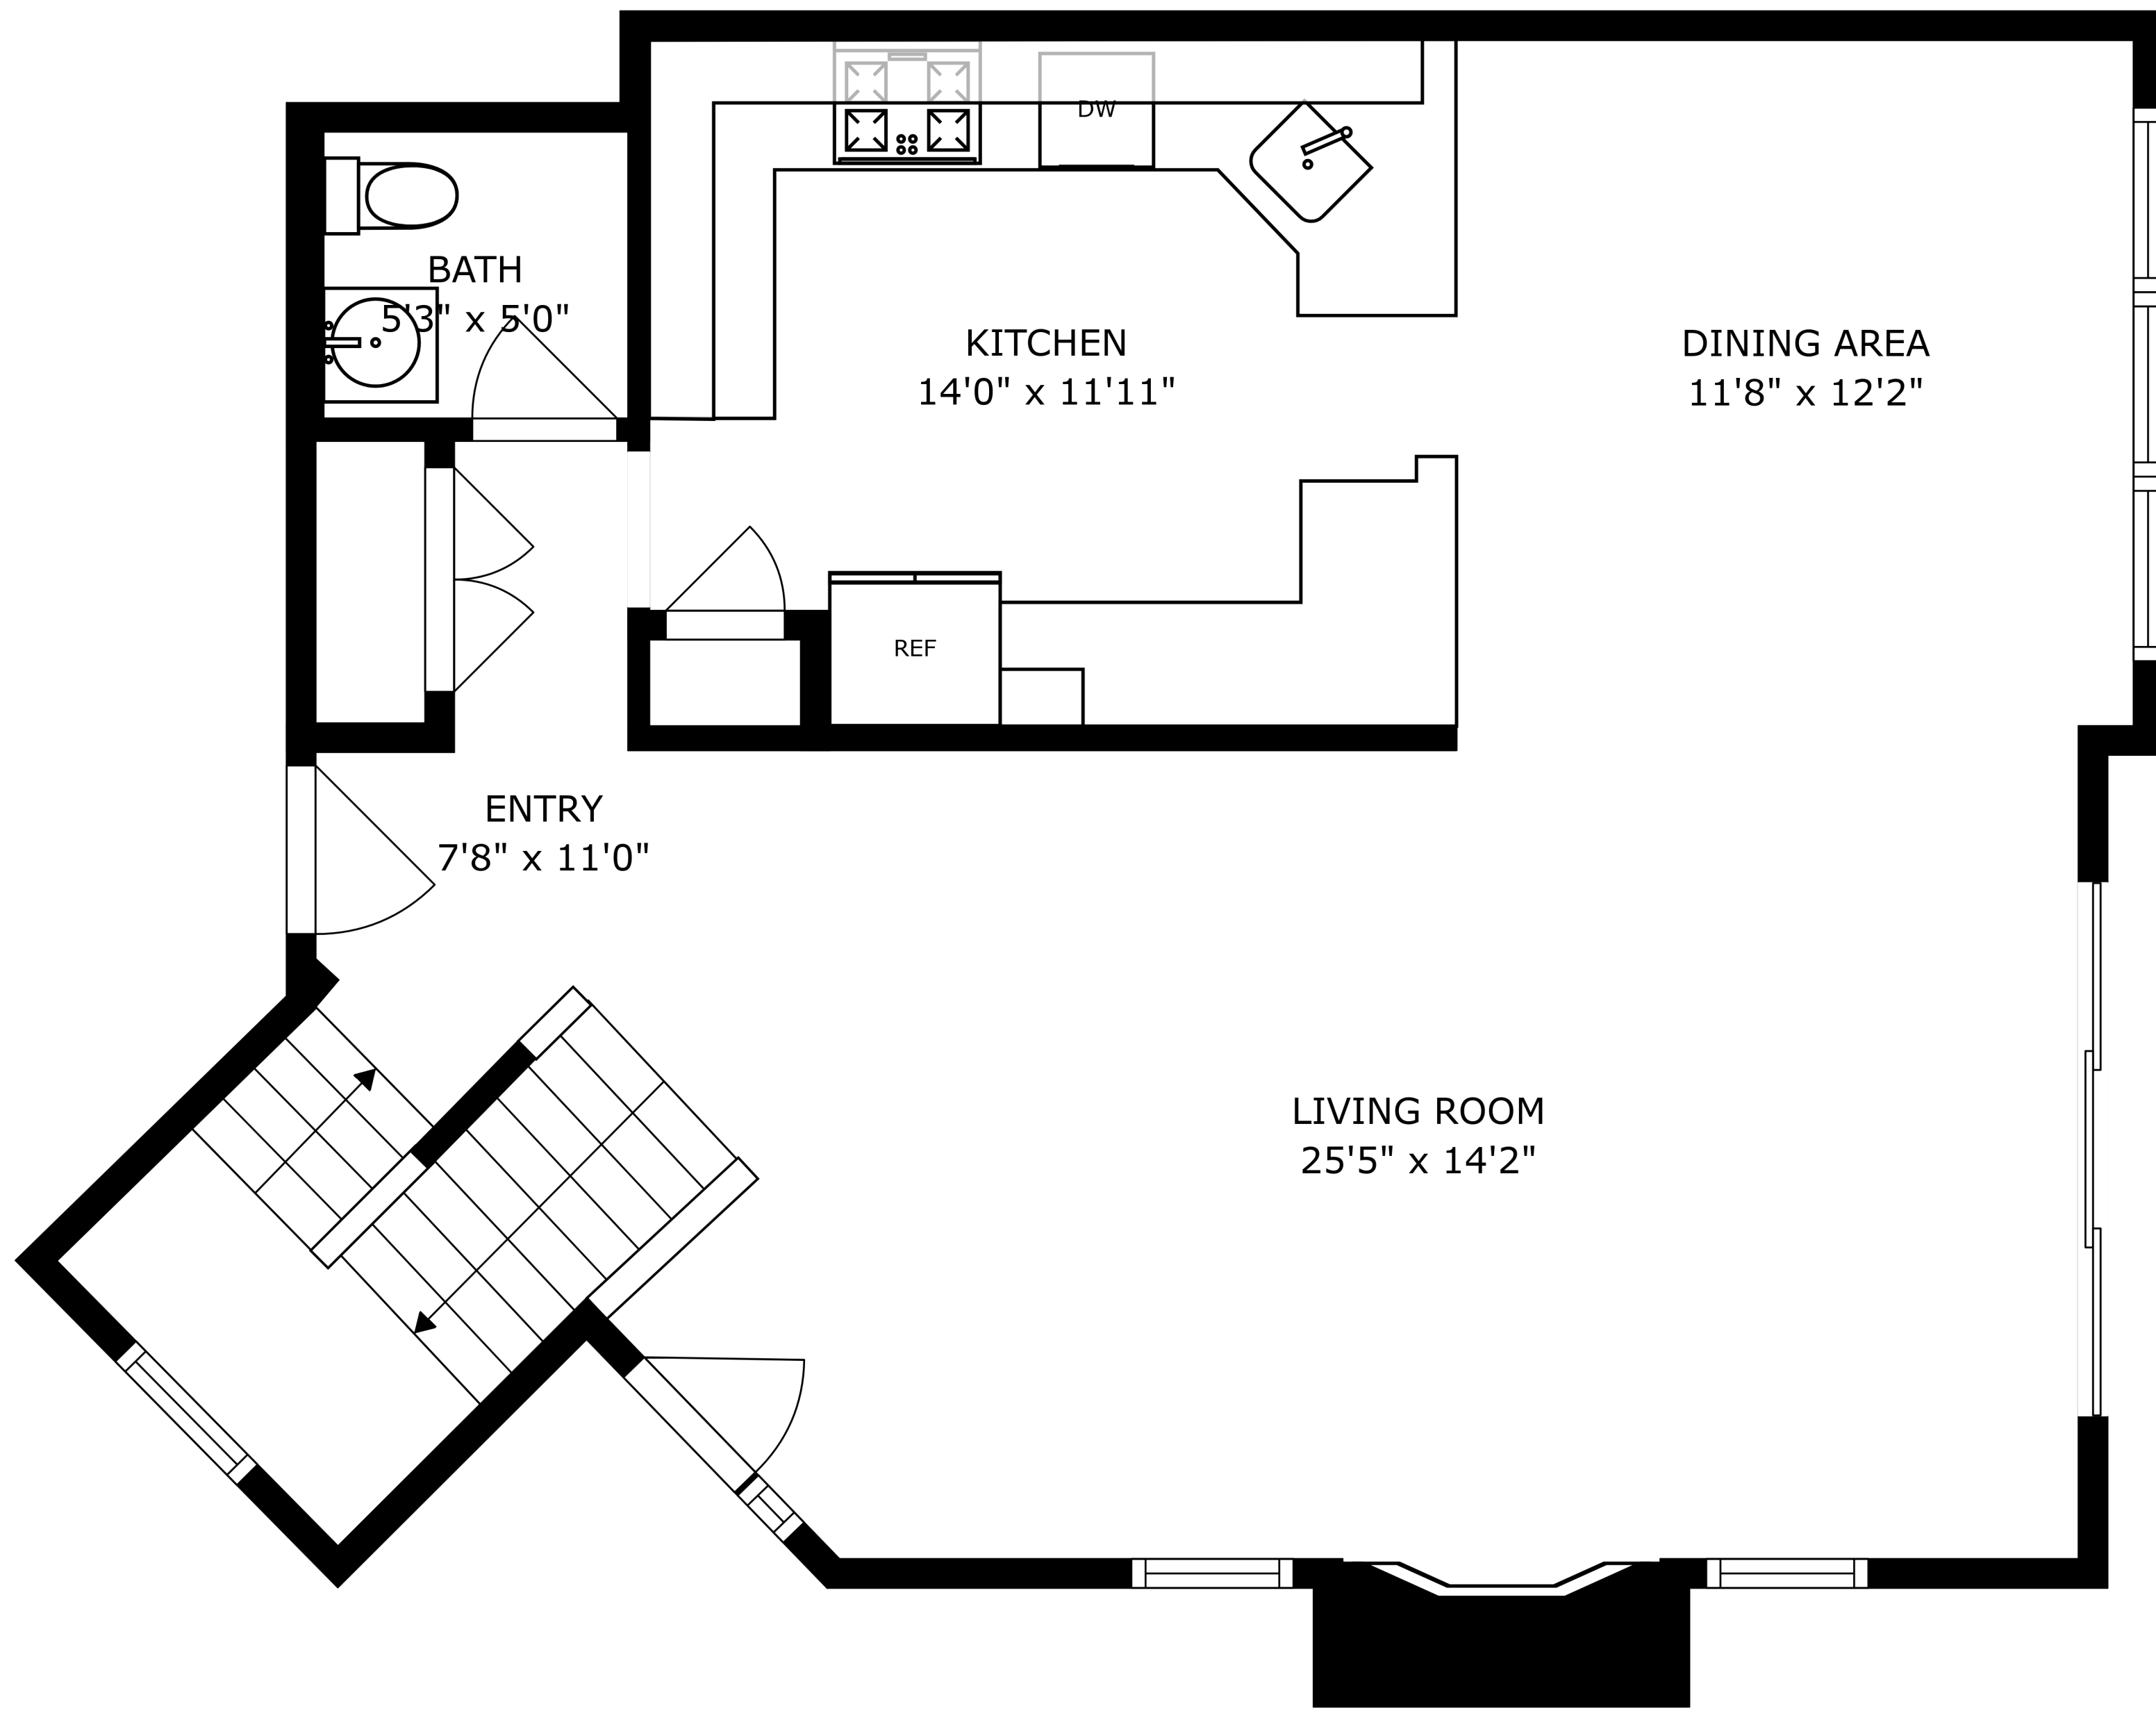 DW
BATH
5'3" x 5'0"
KITCHEN
14'0" x 11'11"
DINING AREA
11'8" x 12'2"
REF
ENTRY
7'8" x 11'0"
LIVING ROOM
25'5" x 14'2"